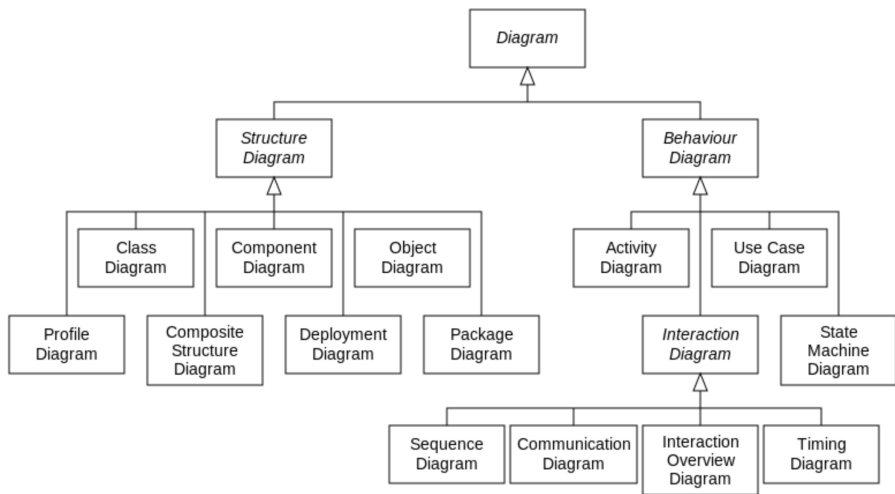 Diagram
Structure
Diagram
Behaviour
Diagram
Class
Diagram
Component
Diagram
Object
Diagram
Activity
Diagram
Use Case
Diagram
Profile
Diagram
Composite
Structure
Diagram
Deployment
Diagram
Package
Diagram
Interaction
Diagram
State
Machine
Diagram
Sequence
Diagram
Communication
Diagram
Interaction
Overview
Diagram
Timing
Diagram